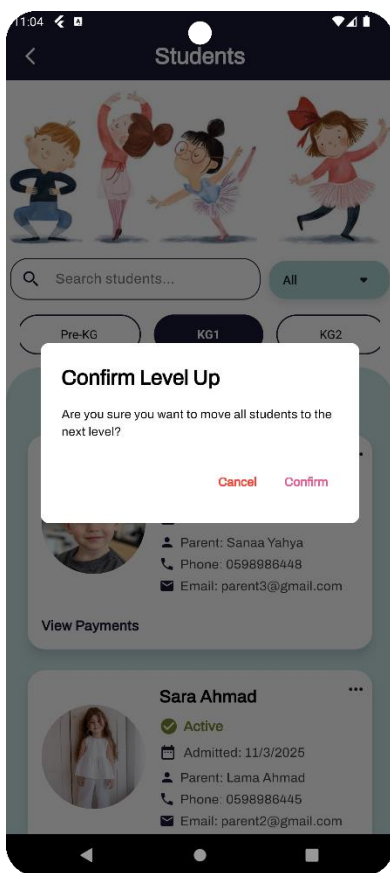 11:04
Students
Search students...
All
Pre-KG
KG1
KG2
Confirm Level Up
Are you sure you want to move all students to the
next level?
Cancel
Confirm
Parent: Sanaa Yahya
Phone: 0598986448
Email: parent3@gmail.com
View Payments
Sara Ahmad
Active
Admitted: 11/3/2025
Parent: Lama Ahmad
Phone: 0598986445
Email: parent2@gmail.com